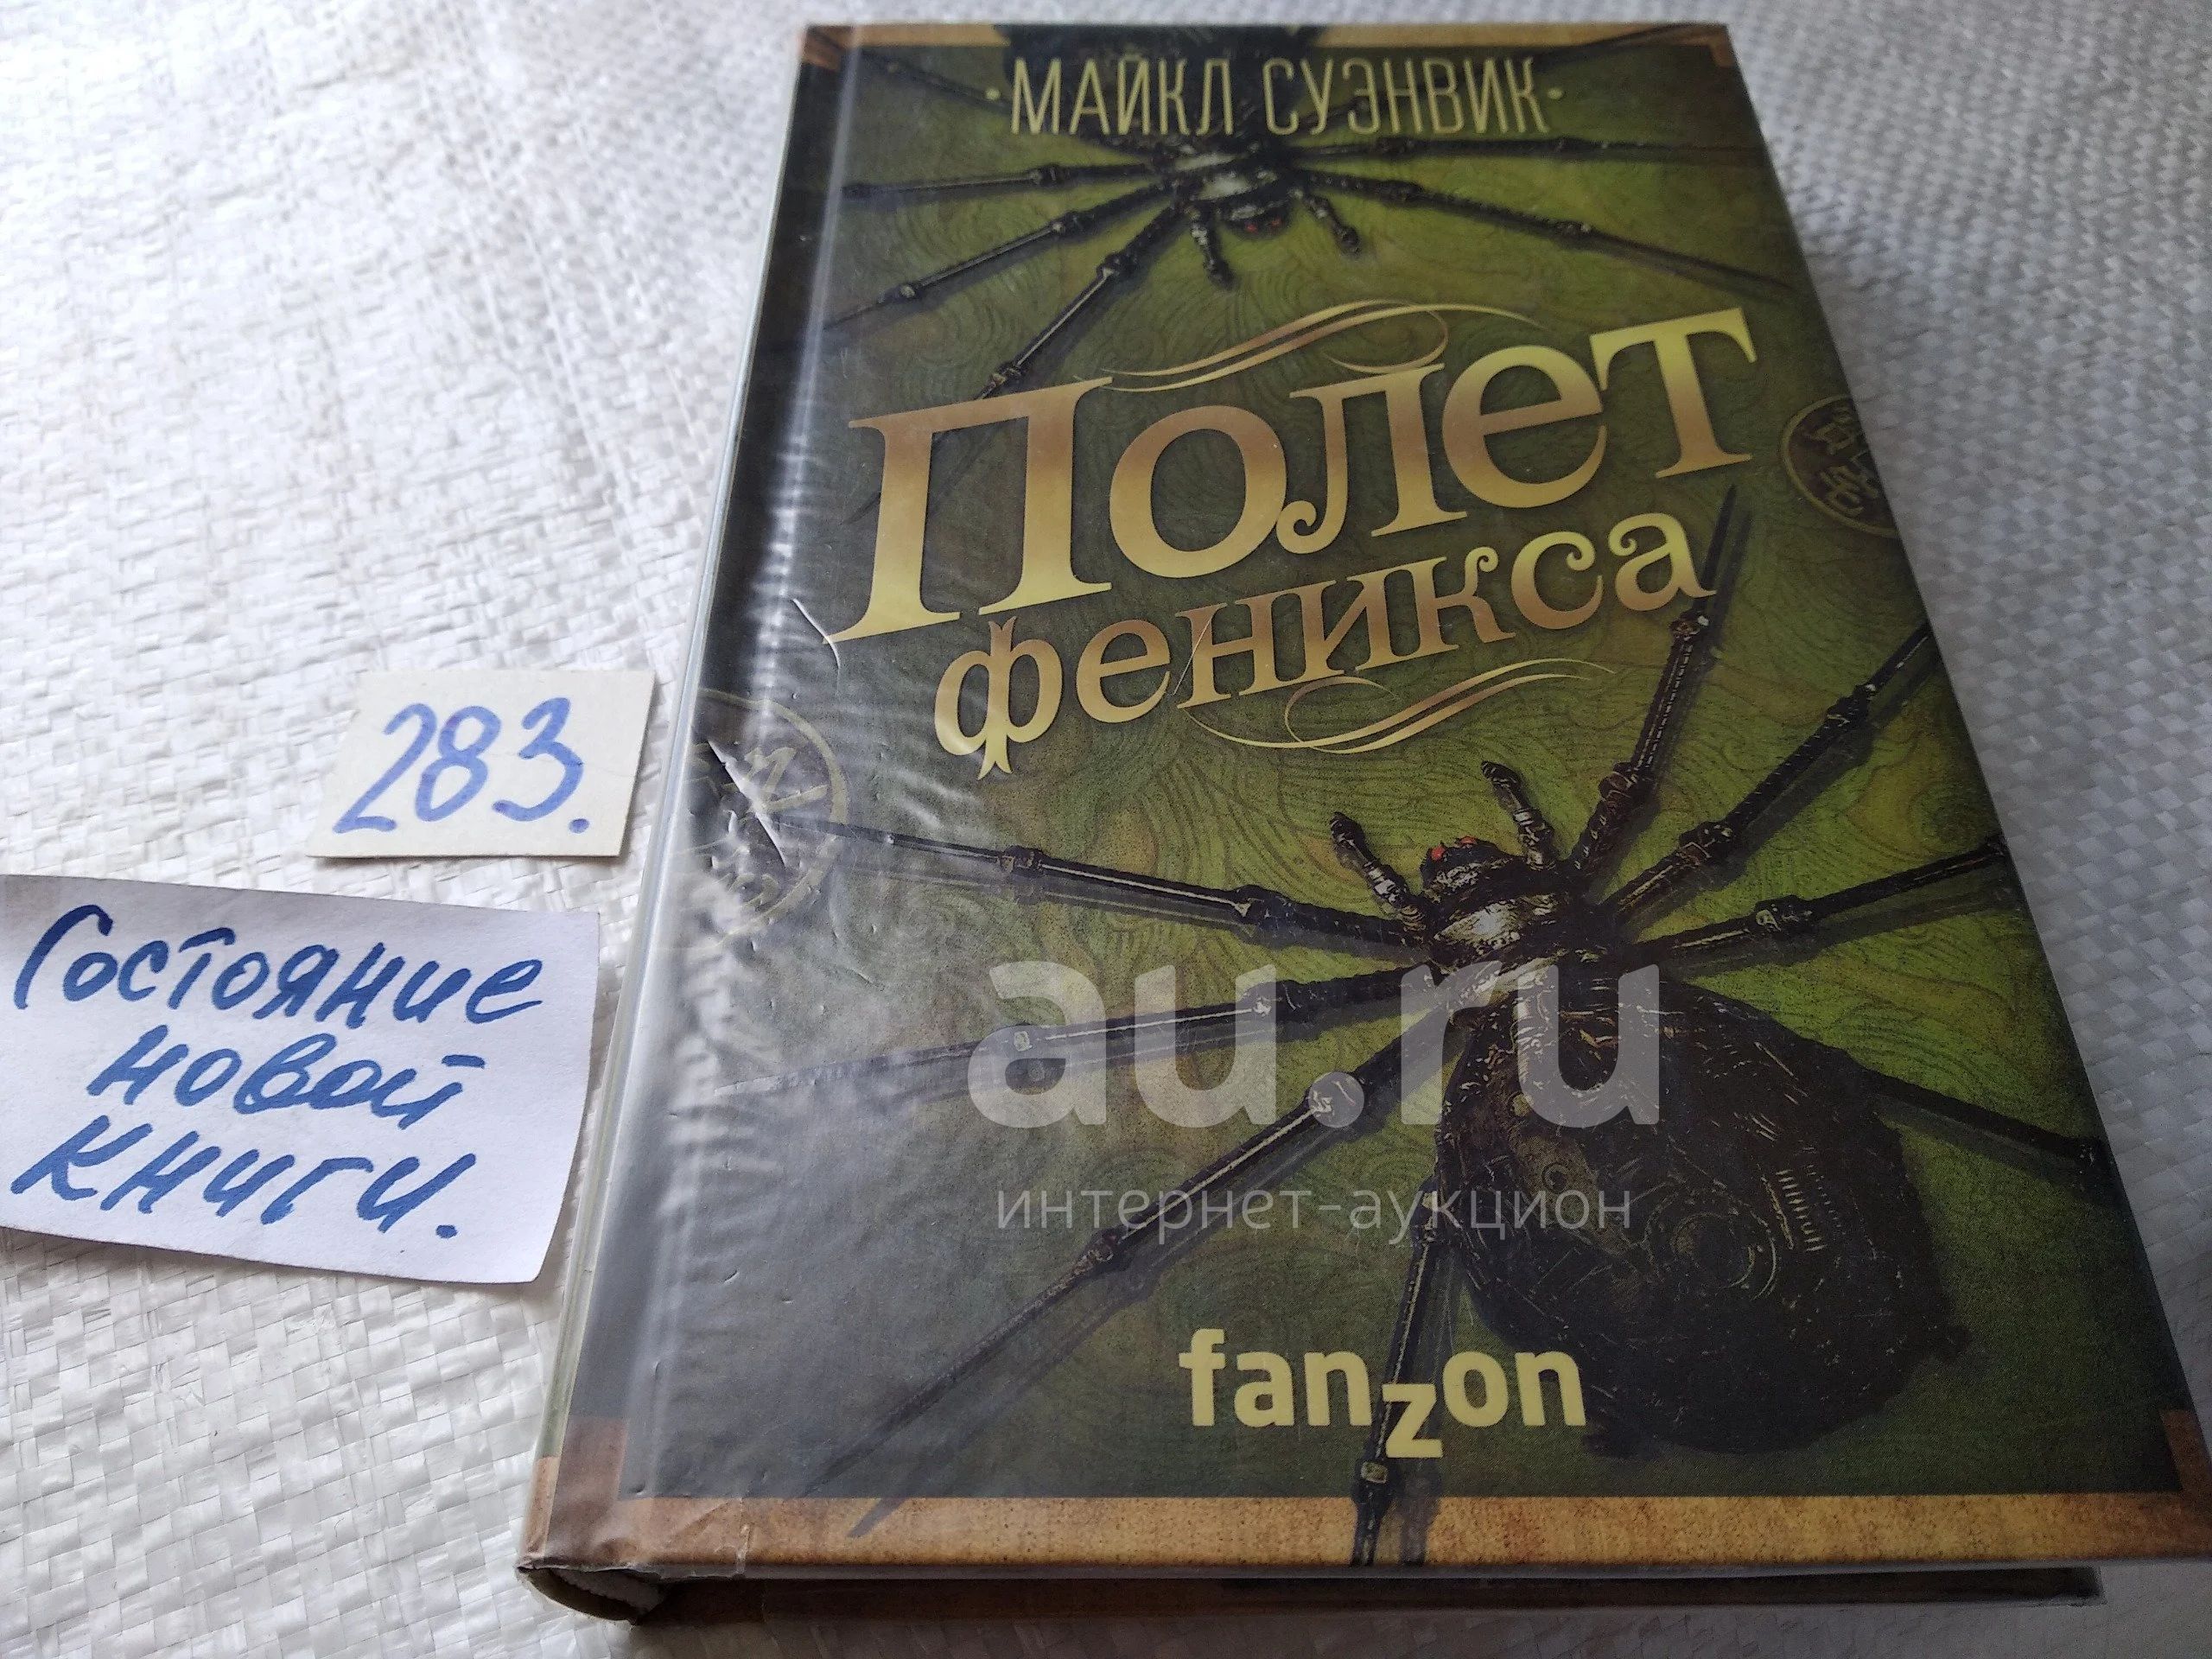 ·МАЙКЛ СУЭНВИК·
Полет
феникса
283.
Состояние
новой
книги.
au.ru
интернет-аукцион
fanzon